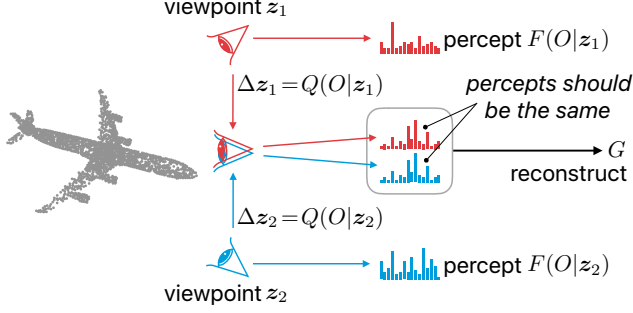 viewpoint z₁
percept F(O|z₁)
Δz₁=Q(O|z₁)
percepts should
be the same
G
reconstruct
Δz₂=Q(O|z₂)
percept F(O|z₂)
viewpoint z₂